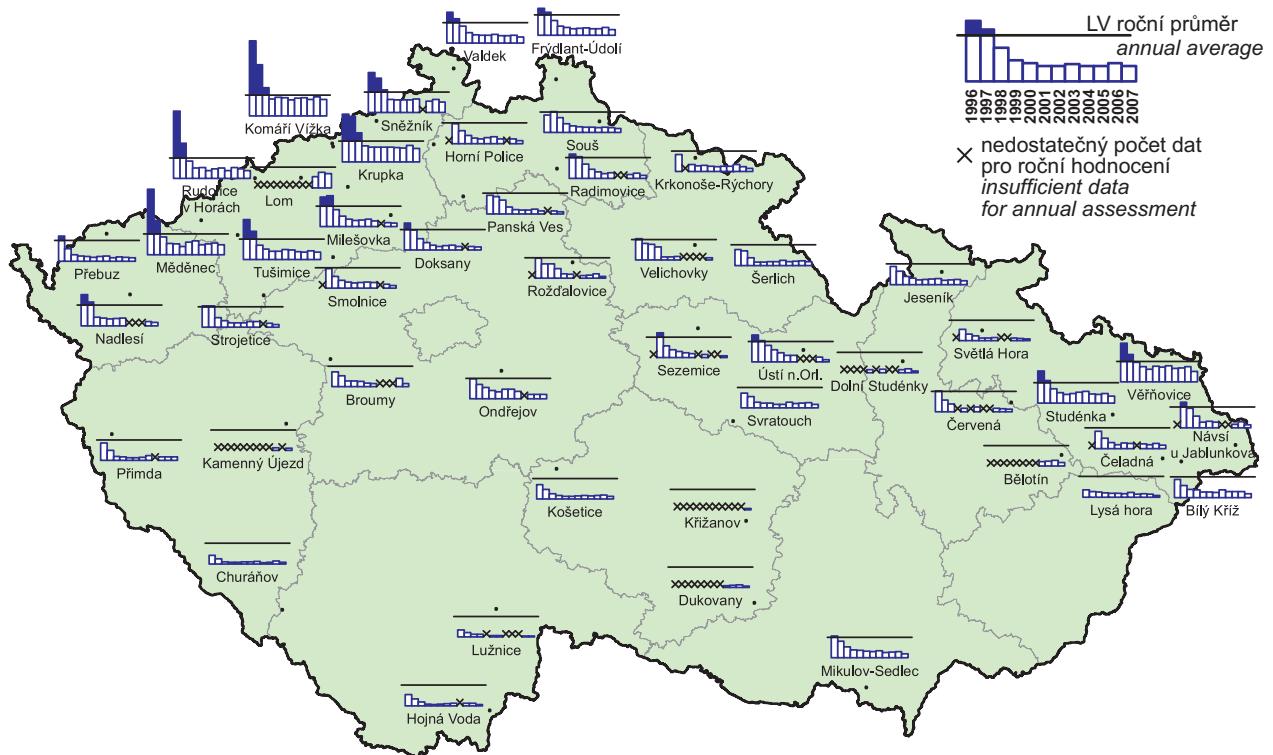 LV roční průměr
annual average
1996
1997
1998
1999
2000
2001
2002
2003
2004
2005
2006
2007
× nedostatečný počet dat
pro roční hodnocení
insufficient data
for annual assessment
Valdek
Frýdlant-Údolí
Komáří Vížka
Sněžník
Horní Police
Souš
Krupka
Rudolice
v Horách
Lom
Radimovice
Krkonoše-Rýchory
Milešovka
Panská Ves
Přebuz
Měděnec
Tušimice
Doksany
Velichovky
Šerlich
Smolnice
Rožďalovice
Jeseník
Nadlesí
Strojetice
Světlá Hora
Sezemice
Ústí n.Orl.
Dolní Studénky
Broumy
Ondřejov
Svratouch
Červená
Studénka
Věřňovice
Návsí
u Jablunkova
Přimda
Kamenný Újezd
Čeladná
Bělotín
Košetice
Lysá hora
Bílý Kříž
Křižanov
Churáňov
Dukovany
Lužnice
Mikulov-Sedlec
Hojná Voda